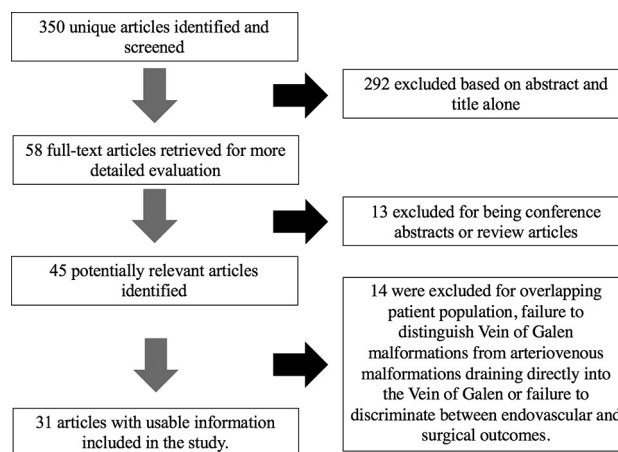 350 unique articles identified and
screened
292 excluded based on abstract and
title alone
58 full-text articles retrieved for more
detailed evaluation
13 excluded for being conference
abstracts or review articles
45 potentially relevant articles
identified
14 were excluded for overlapping
patient population, failure to
distinguish Vein of Galen
malformations from arteriovenous
malformations draining directly into
the Vein of Galen or failure to
discriminate between endovascular and
surgical outcomes.
31 articles with usable information
included in the study.